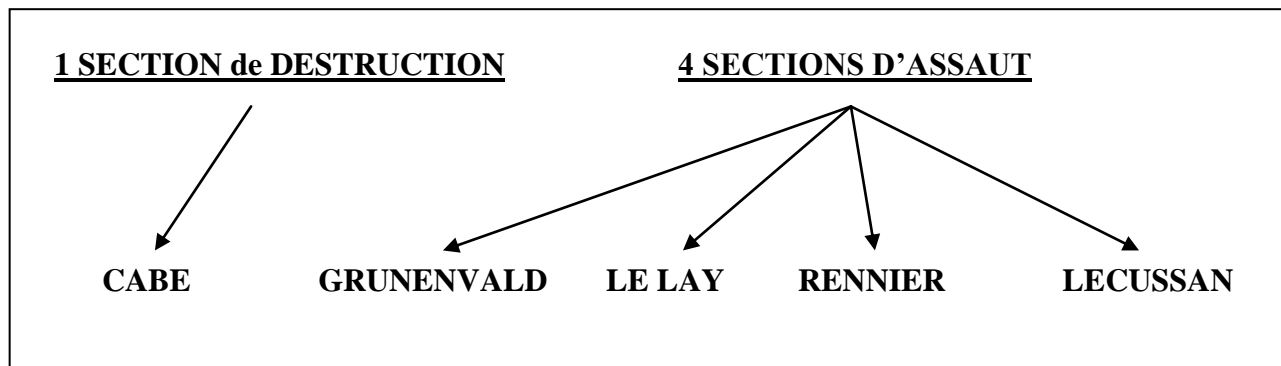 1 SECTION de DESTRUCTION 4 SECTIONS D’ASSAUT
CABE GRUNENVALD LE LAY RENNIER LECUSSAN